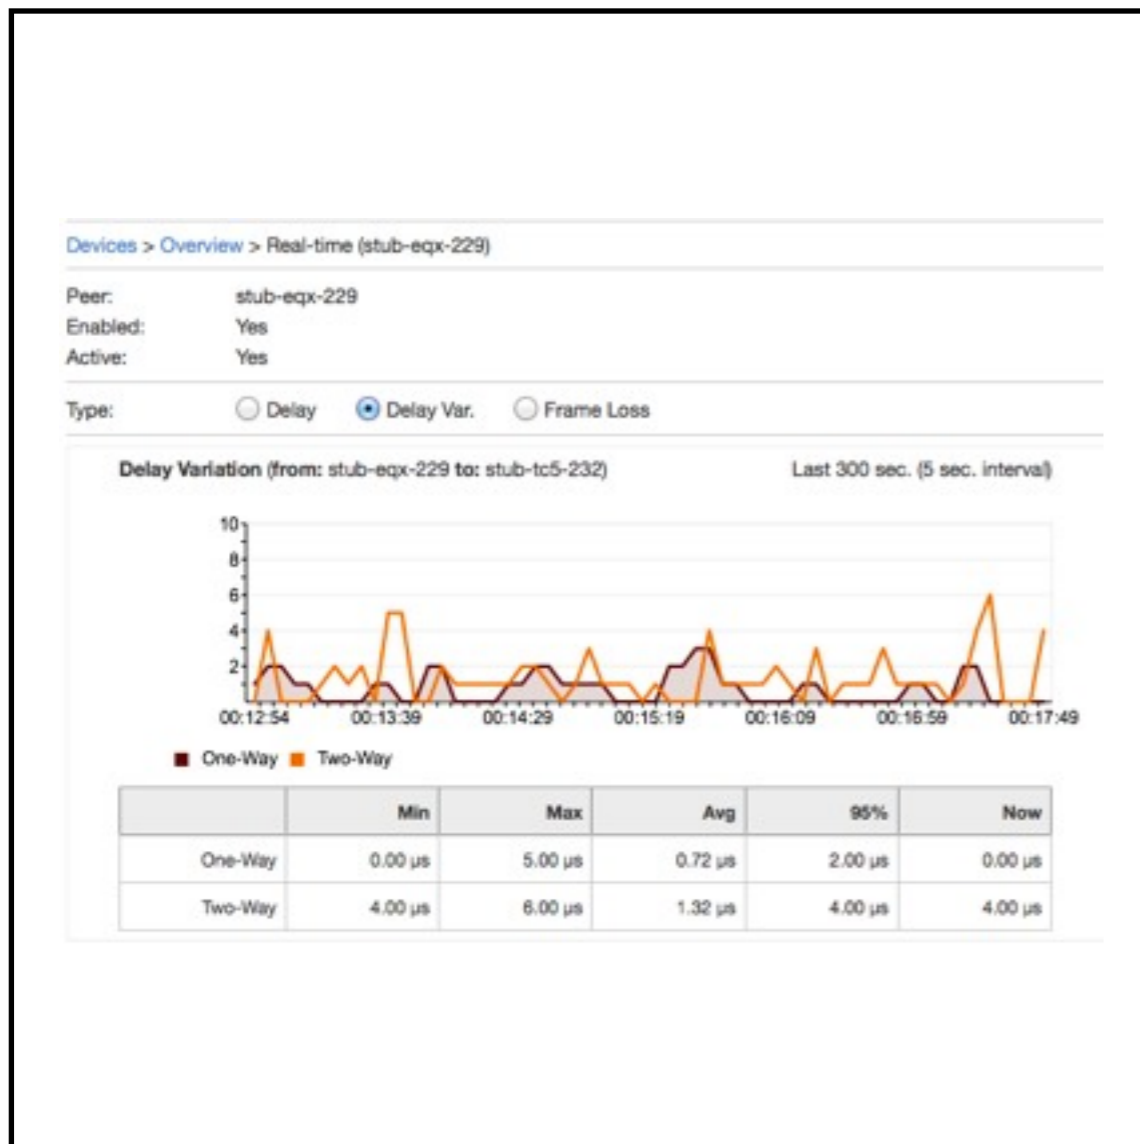 Devices > Overview > Real-time (stub-eqx-229)
Peer: stub-eqx-229
Enabled: Yes
Active: Yes
Type: Delay Delay Var. Frame Loss
Delay Variation (from: stub-eqx-229 to: stub-tc5-232) Last 300 sec. (5 sec. interval)
10
8
6
4
2
00:12:54 00:13:39 00:14:29 00:15:19 00:16:09 00:16:59 00:17:49
One-Way Two-Way
Min Max Avg 95% Now
One-Way 0.00 µs 5.00 µs 0.72 µs 2.00 µs 0.00 µs
Two-Way 4.00 µs 6.00 µs 1.32 µs 4.00 µs 4.00 µs